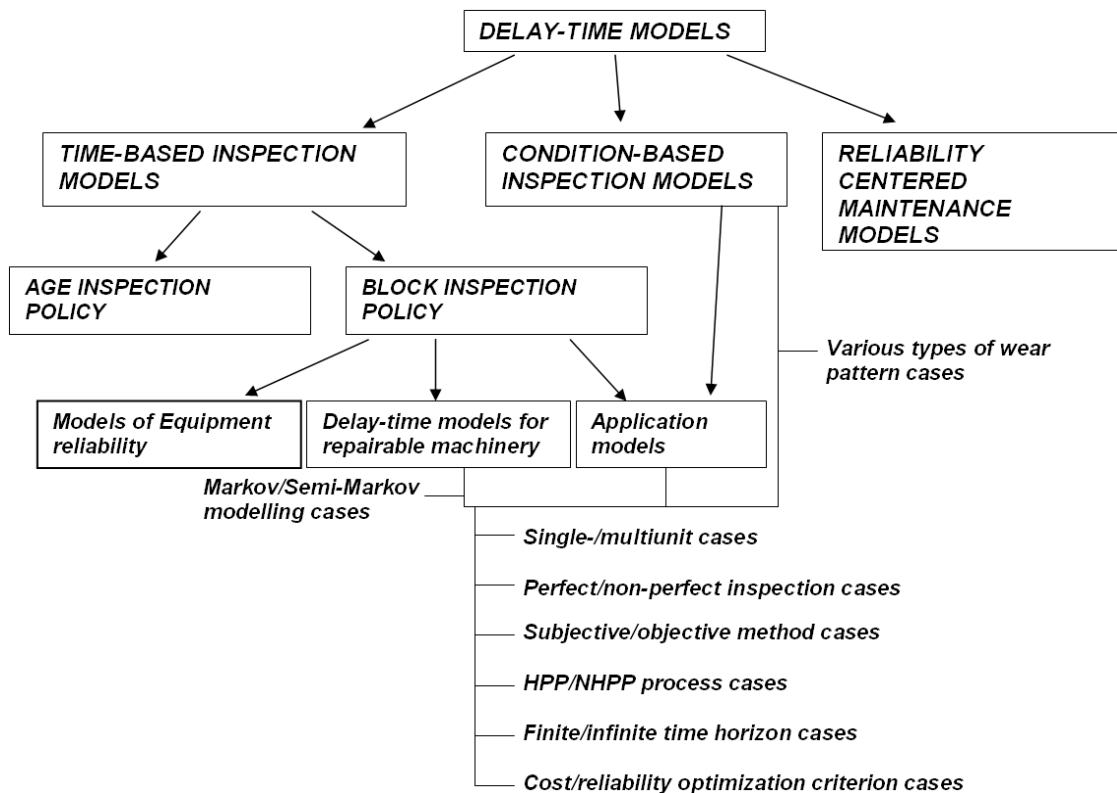 DELAY-TIME MODELS
TIME-BASED INSPECTION
MODELS
CONDITION-BASED
INSPECTION MODELS
RELIABILITY
CENTERED
MAINTENANCE
MODELS
AGE INSPECTION
POLICY
BLOCK INSPECTION
POLICY
Various types of wear
pattern cases
Models of Equipment
reliability
Delay-time models for
repairable machinery
Application
models
Markov/Semi-Markov
modelling cases
Single-/multiunit cases
Perfect/non-perfect inspection cases
Subjective/objective method cases
HPP/NHPP process cases
Finite/infinite time horizon cases
Cost/reliability optimization criterion cases